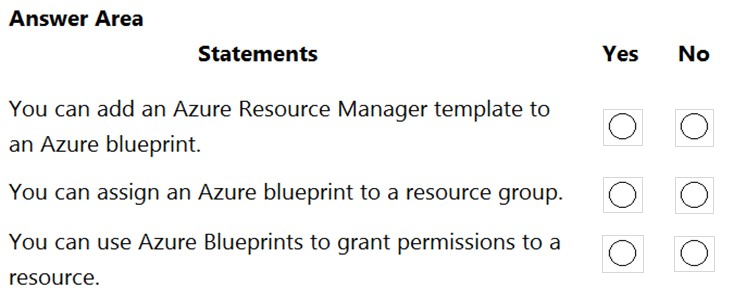 Answer Area
Statements Yes No
You can add an Azure Resource Manager template to
an Azure blueprint.
You can assign an Azure blueprint to a resource group.
You can use Azure Blueprints to grant permissions to a
resource.